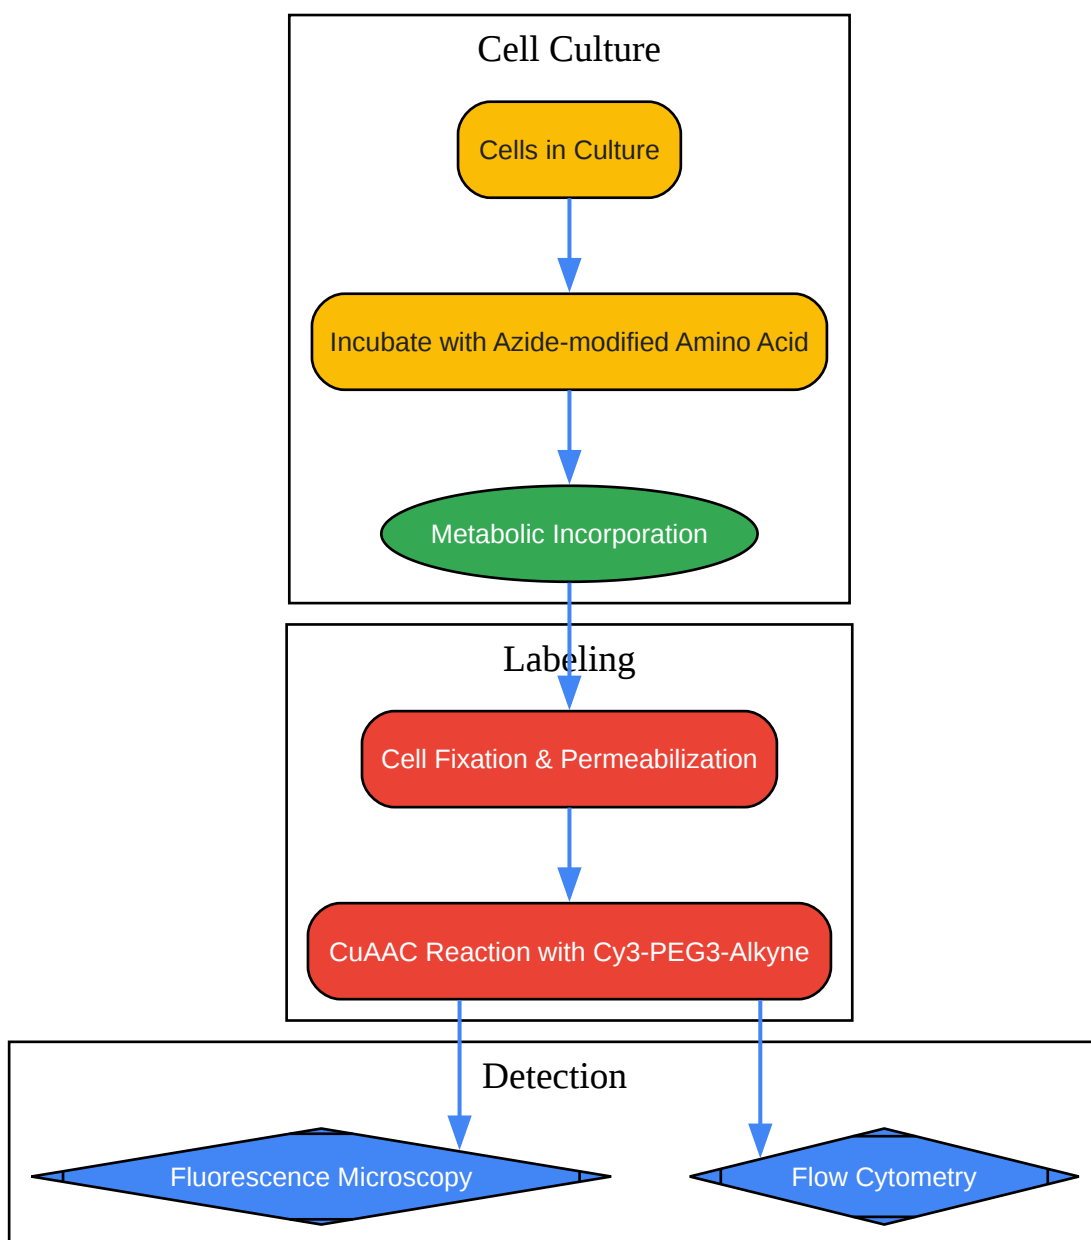 Cell Culture
Cells in Culture
Incubate with Azide-modified Amino Acid
Metabolic Incorporation
Labeling
Cell Fixation & Permeabilization
CuAAC Reaction with Cy3-PEG3-Alkyne
Detection
Fluorescence Microscopy
Flow Cytometry